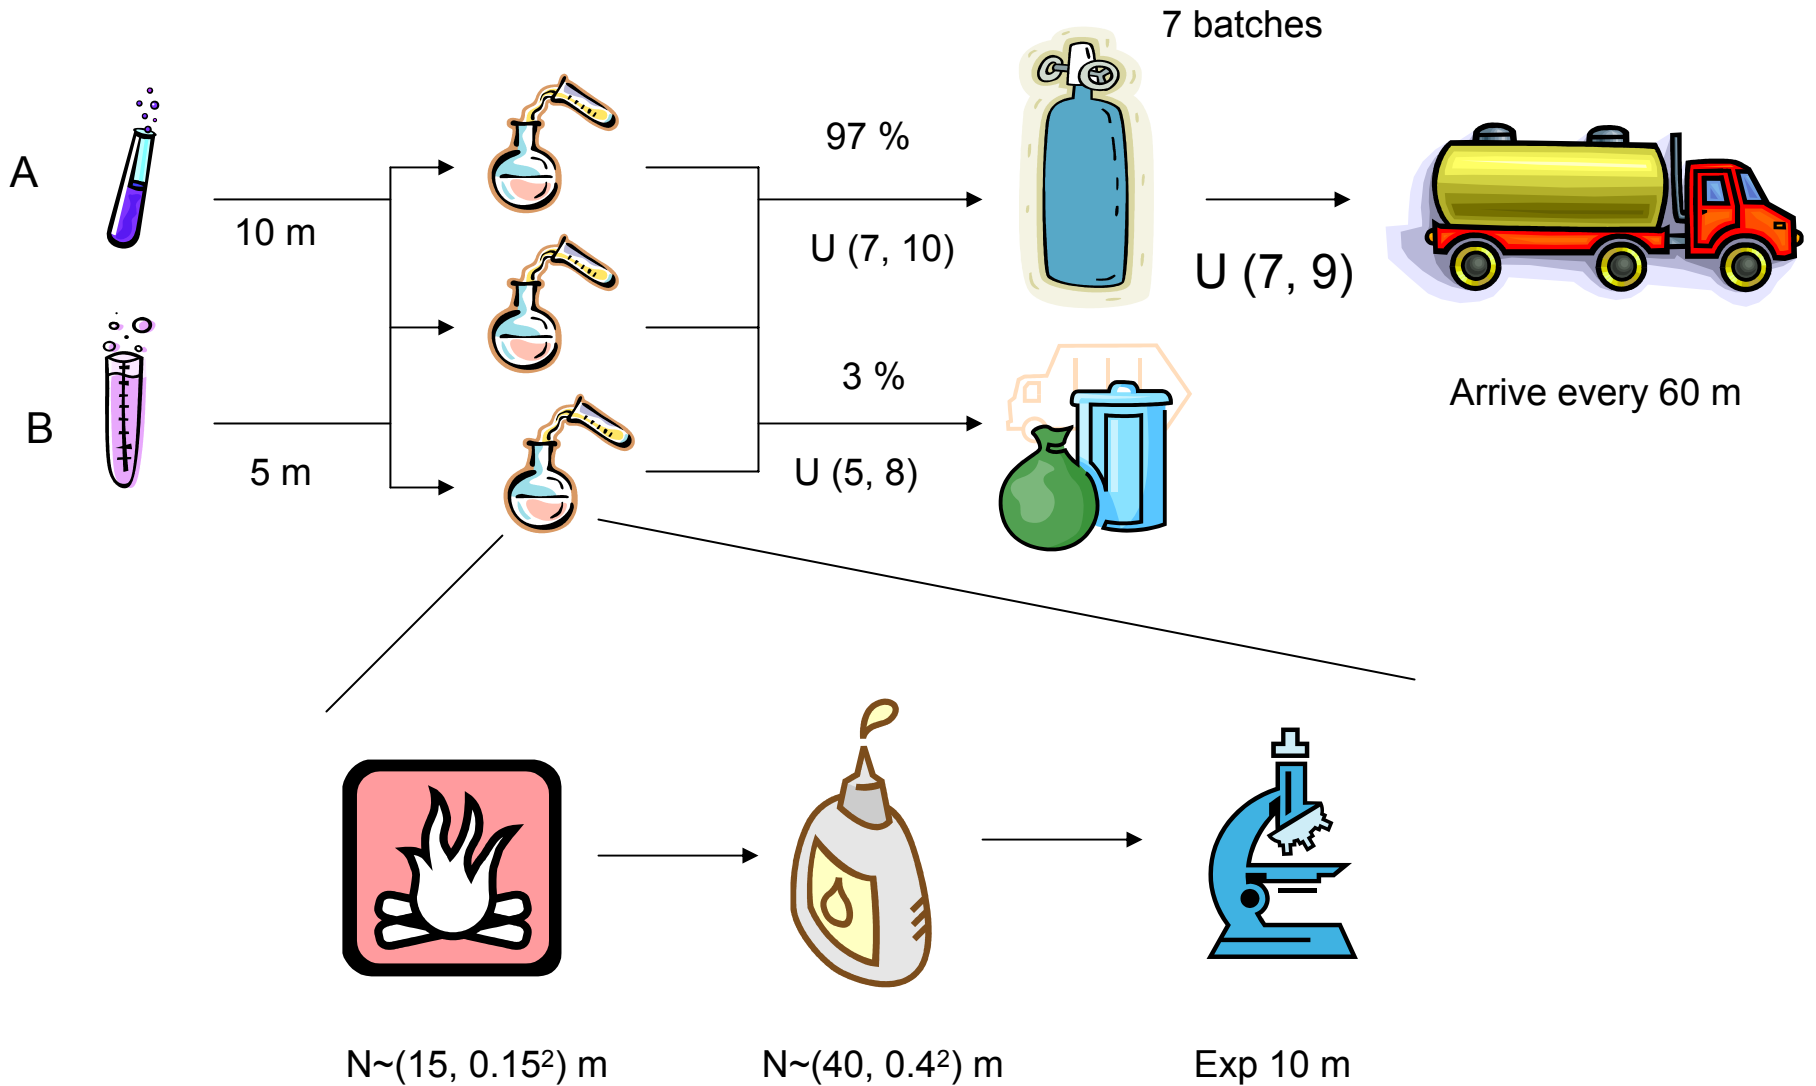 7 batches
A
10 m
97 %
U (7, 10)
U (7, 9)
B
5 m
3 %
U (5, 8)
Arrive every 60 m
N~(15, 0.15²) m
N~(40, 0.4²) m
Exp 10 m